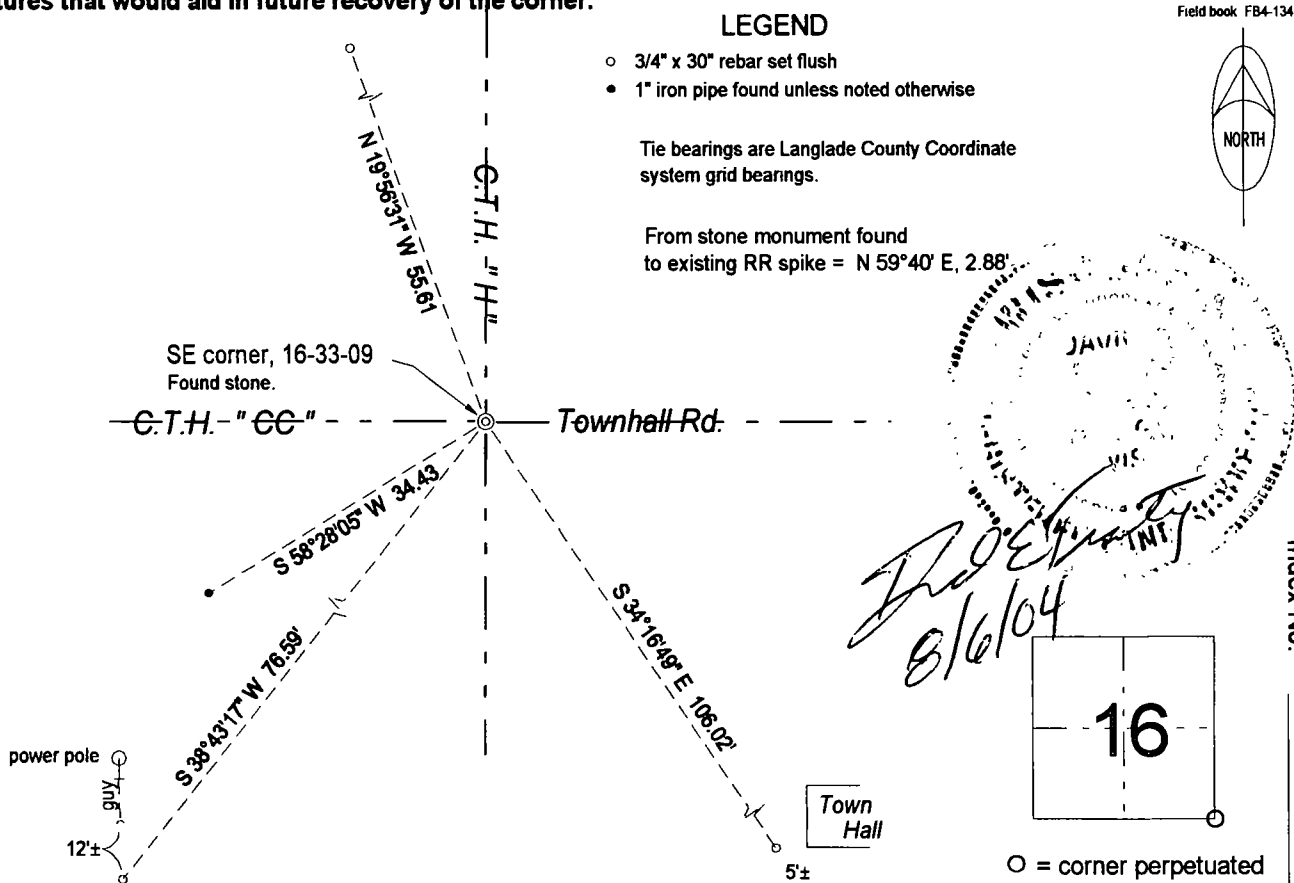 tures that would aid in future recovery of the corner.
Field book FB4-134
LEGEND
3/4" x 30" rebar set flush
1" iron pipe found unless noted otherwise
Tie bearings are Langlade County Coordinate
system grid bearings.
From stone monument found
to existing RR spike = N 59°40' E, 2.88'
NORTH
N 19°56'31" W 55.61
C.T.H. "H"
SE corner, 16-33-09
Found stone.
C.T.H. "CC"
Townhall Rd.
S 58°28'05" W 34.43
S 38°43'17" W 76.59'
S 34°16'49" E 106.02'
8/6/04
Index No.
power pole
guy
12'±
Town
Hall
5'±
16
O = corner perpetuated